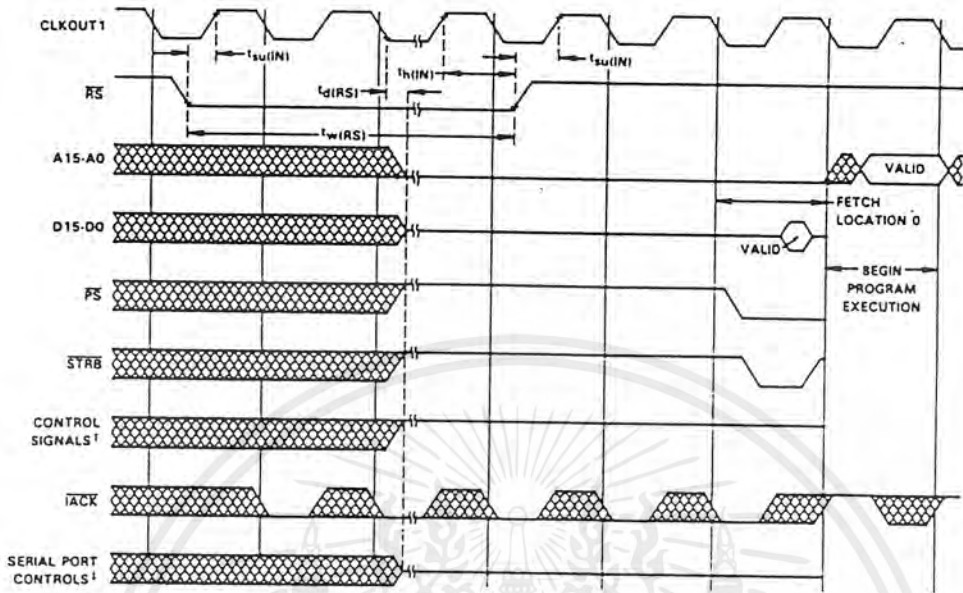 CLKOUT1
tsu(IN)
th(IN)
tsu(IN)
RS
td(RS)
tw(RS)
A15-A0
VALID
FETCH
LOCATION 0
D15-D0
VALID
BEGIN
PROGRAM
EXECUTION
PS
STRB
CONTROL
SIGNALS†
IACK
SERIAL PORT
CONTROLS‡